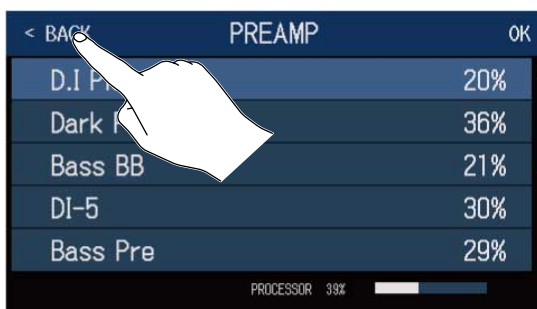 < BACK PREAMP OK
D.I 20%
Dark 36%
Bass BB 21%
DI-5 30%
Bass Pre 29%
PROCESSOR 39%